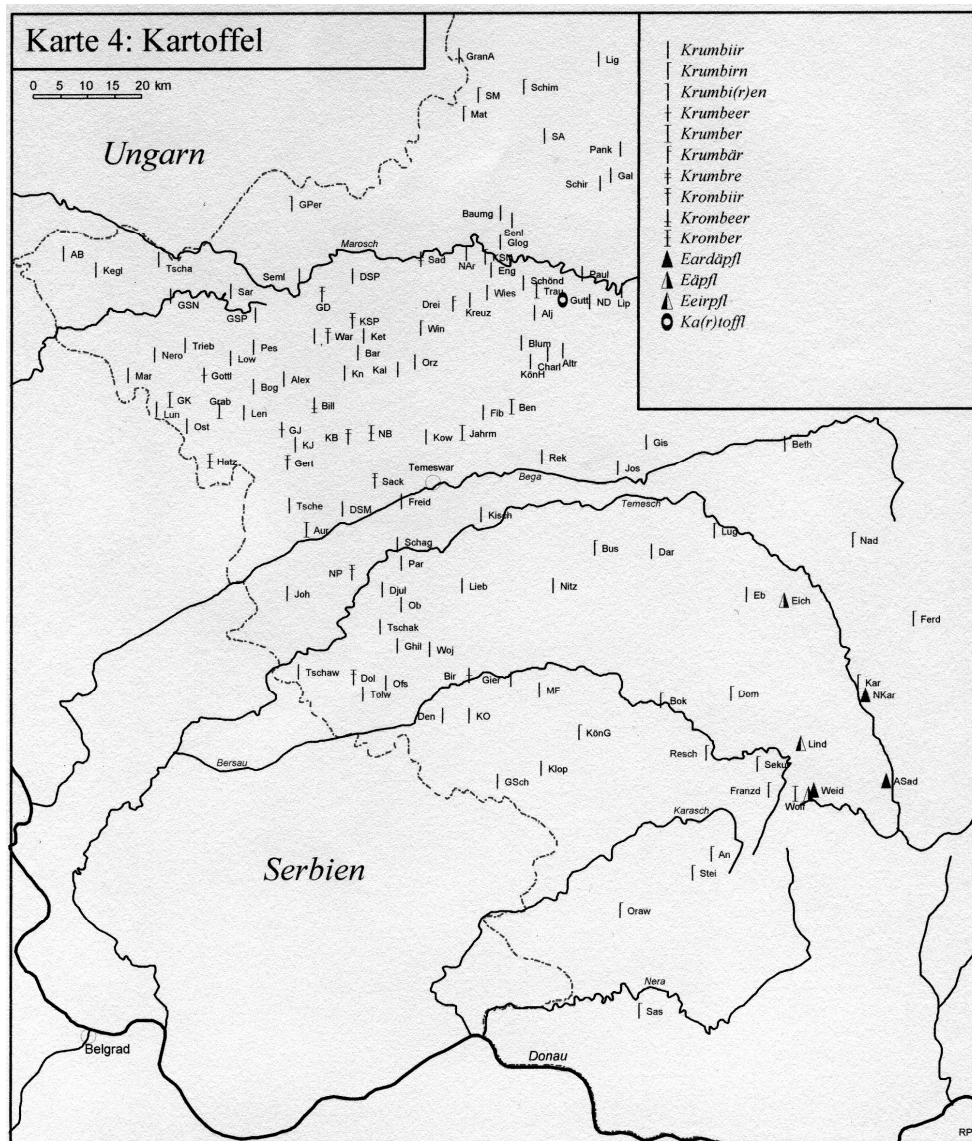 Karte 4: Kartoffel
0 5 10 15 20 km
Krumbiir
Krumbirn
Krumbi(r)en
Krumbeer
Krumber
Krumbär
Krumbre
Krombiir
Krombeer
Kromber
Eardäpfl
Eäpfl
Eeirpfl
Ka(r)toffl
GranA
Lig
SM
Schim
Mat
SA
Ungarn
Pank
Gal
Schir
GPer
Baumg
Senl
Glog
Marosch
AB
Kegl
Tscha
Seml
DSP
Sad
NAr
KSN
Eng
Schönd
Paul
Sar
GSN
GSP
GD
Drei
Kreuz
Wies
Trau
Gutt
ND
Lip
Alj
KSP
War
Ket
Win
Nero
Trieb
Low
Pes
Bar
Blum
Charl
Altr
KönH
Mar
Gottl
Bog
Alex
Kn
Kal
Orz
GK
Grab
Lun
Len
Bill
Fib
Ben
Ost
GJ
KJ
KB
NB
Kow
Jahrm
Gis
Beth
Hatz
Gert
Temeswar
Rek
Jos
Bega
Sack
Tsche
DSM
Freid
Kisch
Temesch
Aur
Lug
Nad
Schag
Par
Bus
Dar
NP
Joh
Djul
Ob
Lieb
Nitz
Eb
Eich
Ferd
Tschak
Ghil
Woj
Tschaw
Dol
Ofs
Tolw
Bir
Gier
MF
Bok
Dom
Kar
NKar
Den
KO
KönG
Bersau
Resch
Lind
Seku
GSch
Klop
Franzd
Wolf
Weid
ASad
Karasch
Serbien
An
Stei
Oraw
Nera
Sas
Belgrad
Donau
RP